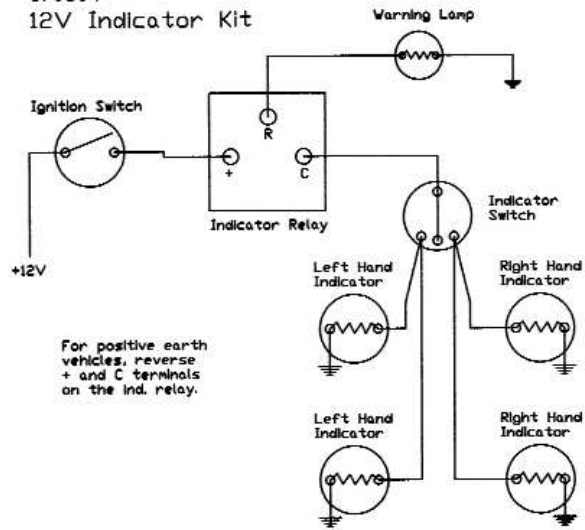 12V Indicator Kit
Warning Lamp
Ignition Switch
R
+
C
Indicator Relay
Indicator
Switch
+12V
Left Hand
Indicator
Right Hand
Indicator
For positive earth
vehicles, reverse
+ and C terminals
on the ind. relay.
Left Hand
Indicator
Right Hand
Indicator